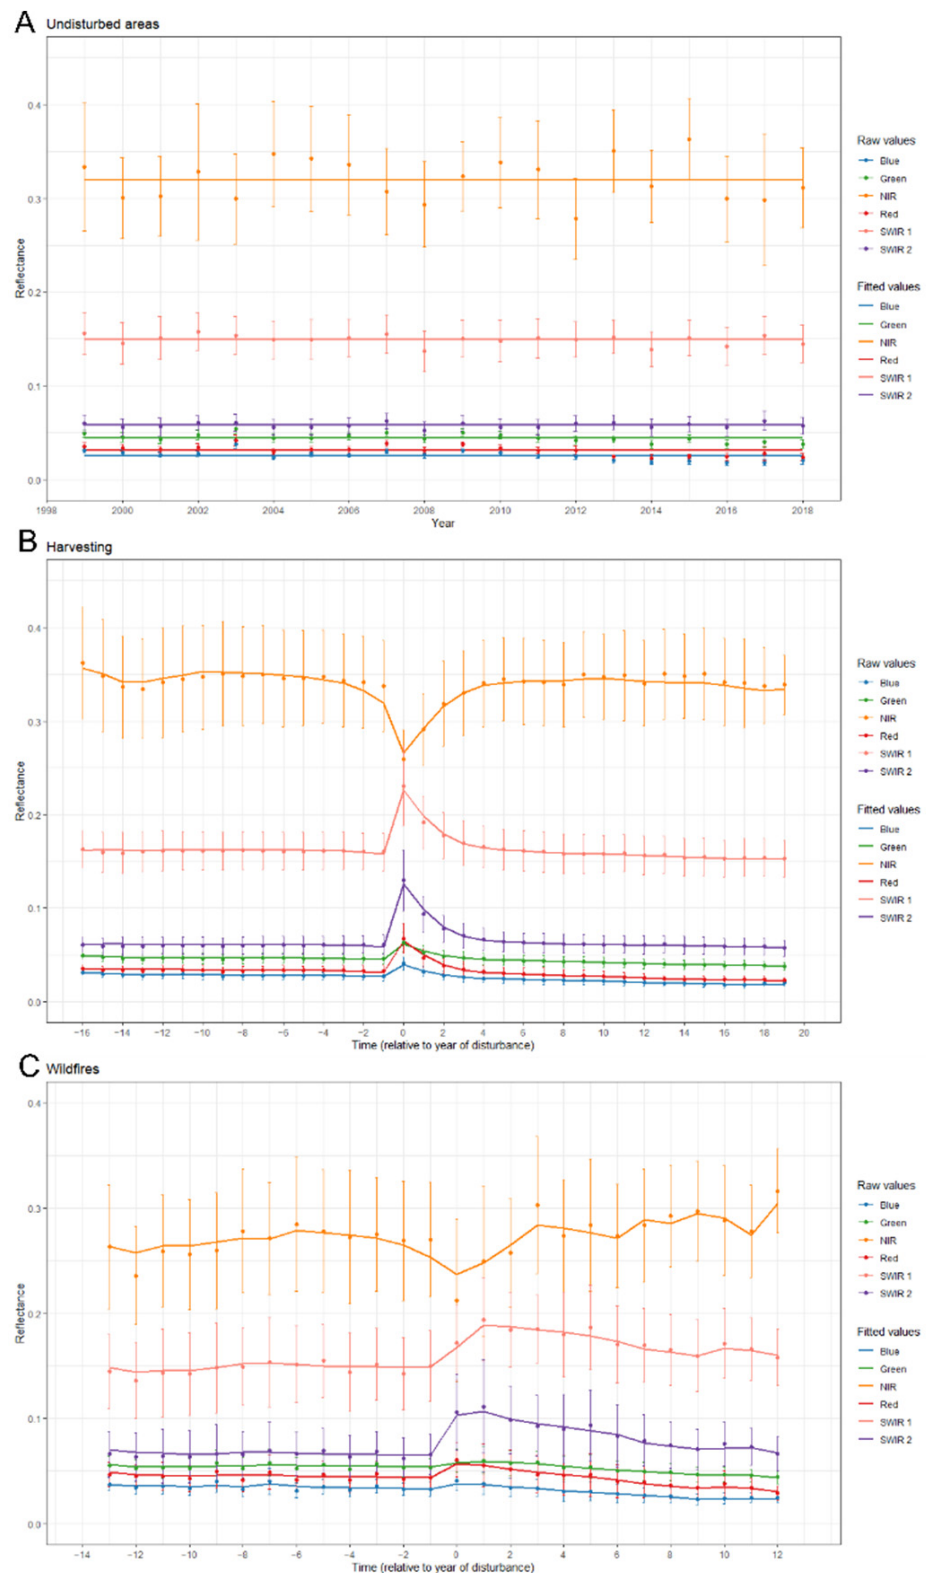 A Undisturbed areas
0.4
0.3
0.2
0.1
0.0
Reflectance
1998 2000 2002 2004 2006 2008 2010 2012 2014 2016 2018
Year
Raw values
Blue
Green
NIR
Red
SWIR 1
SWIR 2
Fitted values
Blue
Green
NIR
Red
SWIR 1
SWIR 2
B Harvesting
0.4
0.3
0.2
0.1
0.0
Reflectance
−16 −14 −12 −10 −8 −6 −4 −2 0 2 4 6 8 10 12 14 16 18 20
Time (relative to year of disturbance)
Raw values
Blue
Green
NIR
Red
SWIR 1
SWIR 2
Fitted values
Blue
Green
NIR
Red
SWIR 1
SWIR 2
C Wildfires
0.4
0.3
0.2
0.1
0.0
Reflectance
−14 −12 −10 −8 −6 −4 −2 0 2 4 6 8 10 12
Time (relative to year of disturbance)
Raw values
Blue
Green
NIR
Red
SWIR 1
SWIR 2
Fitted values
Blue
Green
NIR
Red
SWIR 1
SWIR 2